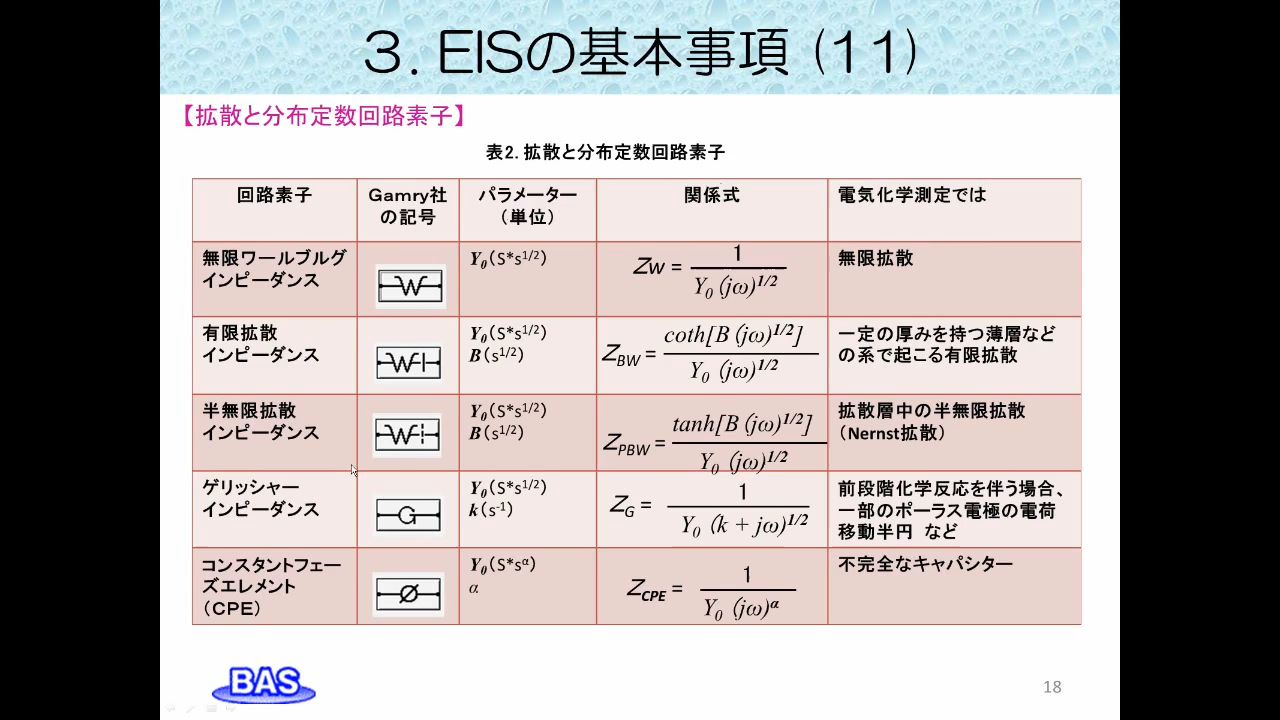 ３．EISの基本事項 (11)
【拡散と分布定数回路素子】
表2. 拡散と分布定数回路素子
回路素子
Gamry社
の記号
パラメーター
（単位）
関係式
電気化学測定では
無限ワールブルグ
インピーダンス
W
Y₀（S*s^1/2）
Zw = 1 / Y₀ (jω)^1/2
無限拡散
有限拡散
インピーダンス
W
Y₀（S*s^1/2）
B（s^1/2）
Z_BW = coth[B (jω)^1/2] / Y₀ (jω)^1/2
一定の厚みを持つ薄層など
の系で起こる有限拡散
半無限拡散
インピーダンス
W
Y₀（S*s^1/2）
B（s^1/2）
Z_PBW = tanh[B (jω)^1/2] / Y₀ (jω)^1/2
拡散層中の半無限拡散
（Nernst拡散）
ゲリッシャー
インピーダンス
G
Y₀（S*s^1/2）
k（s^-1）
Z_G = 1 / Y₀ (k + jω)^1/2
前段階化学反応を伴う場合、
一部のポーラス電極の電荷
移動半円 など
コンスタントフェー
ズエレメント
（CPE）
Ø
Y₀（S*s^α）
α
Z_CPE = 1 / Y₀ (jω)^α
不完全なキャパシター
BAS
18